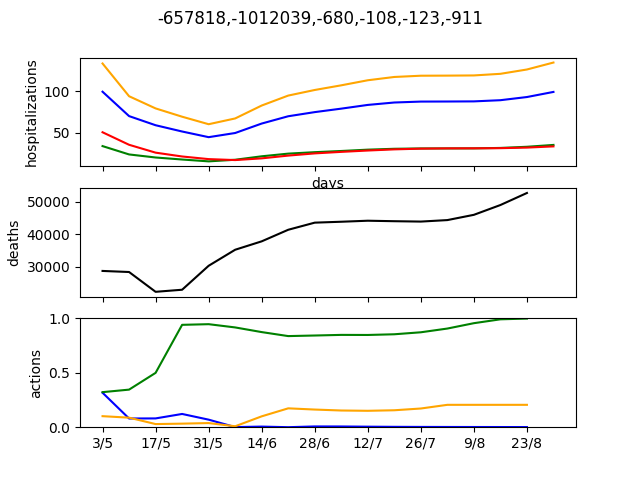 -657818,-1012039,-680,-108,-123,-911
hospitalizations
100
50
days
deaths
50000
40000
30000
actions
1.0
0.5
0.0
3/5 17/5 31/5 14/6 28/6 12/7 26/7 9/8 23/8